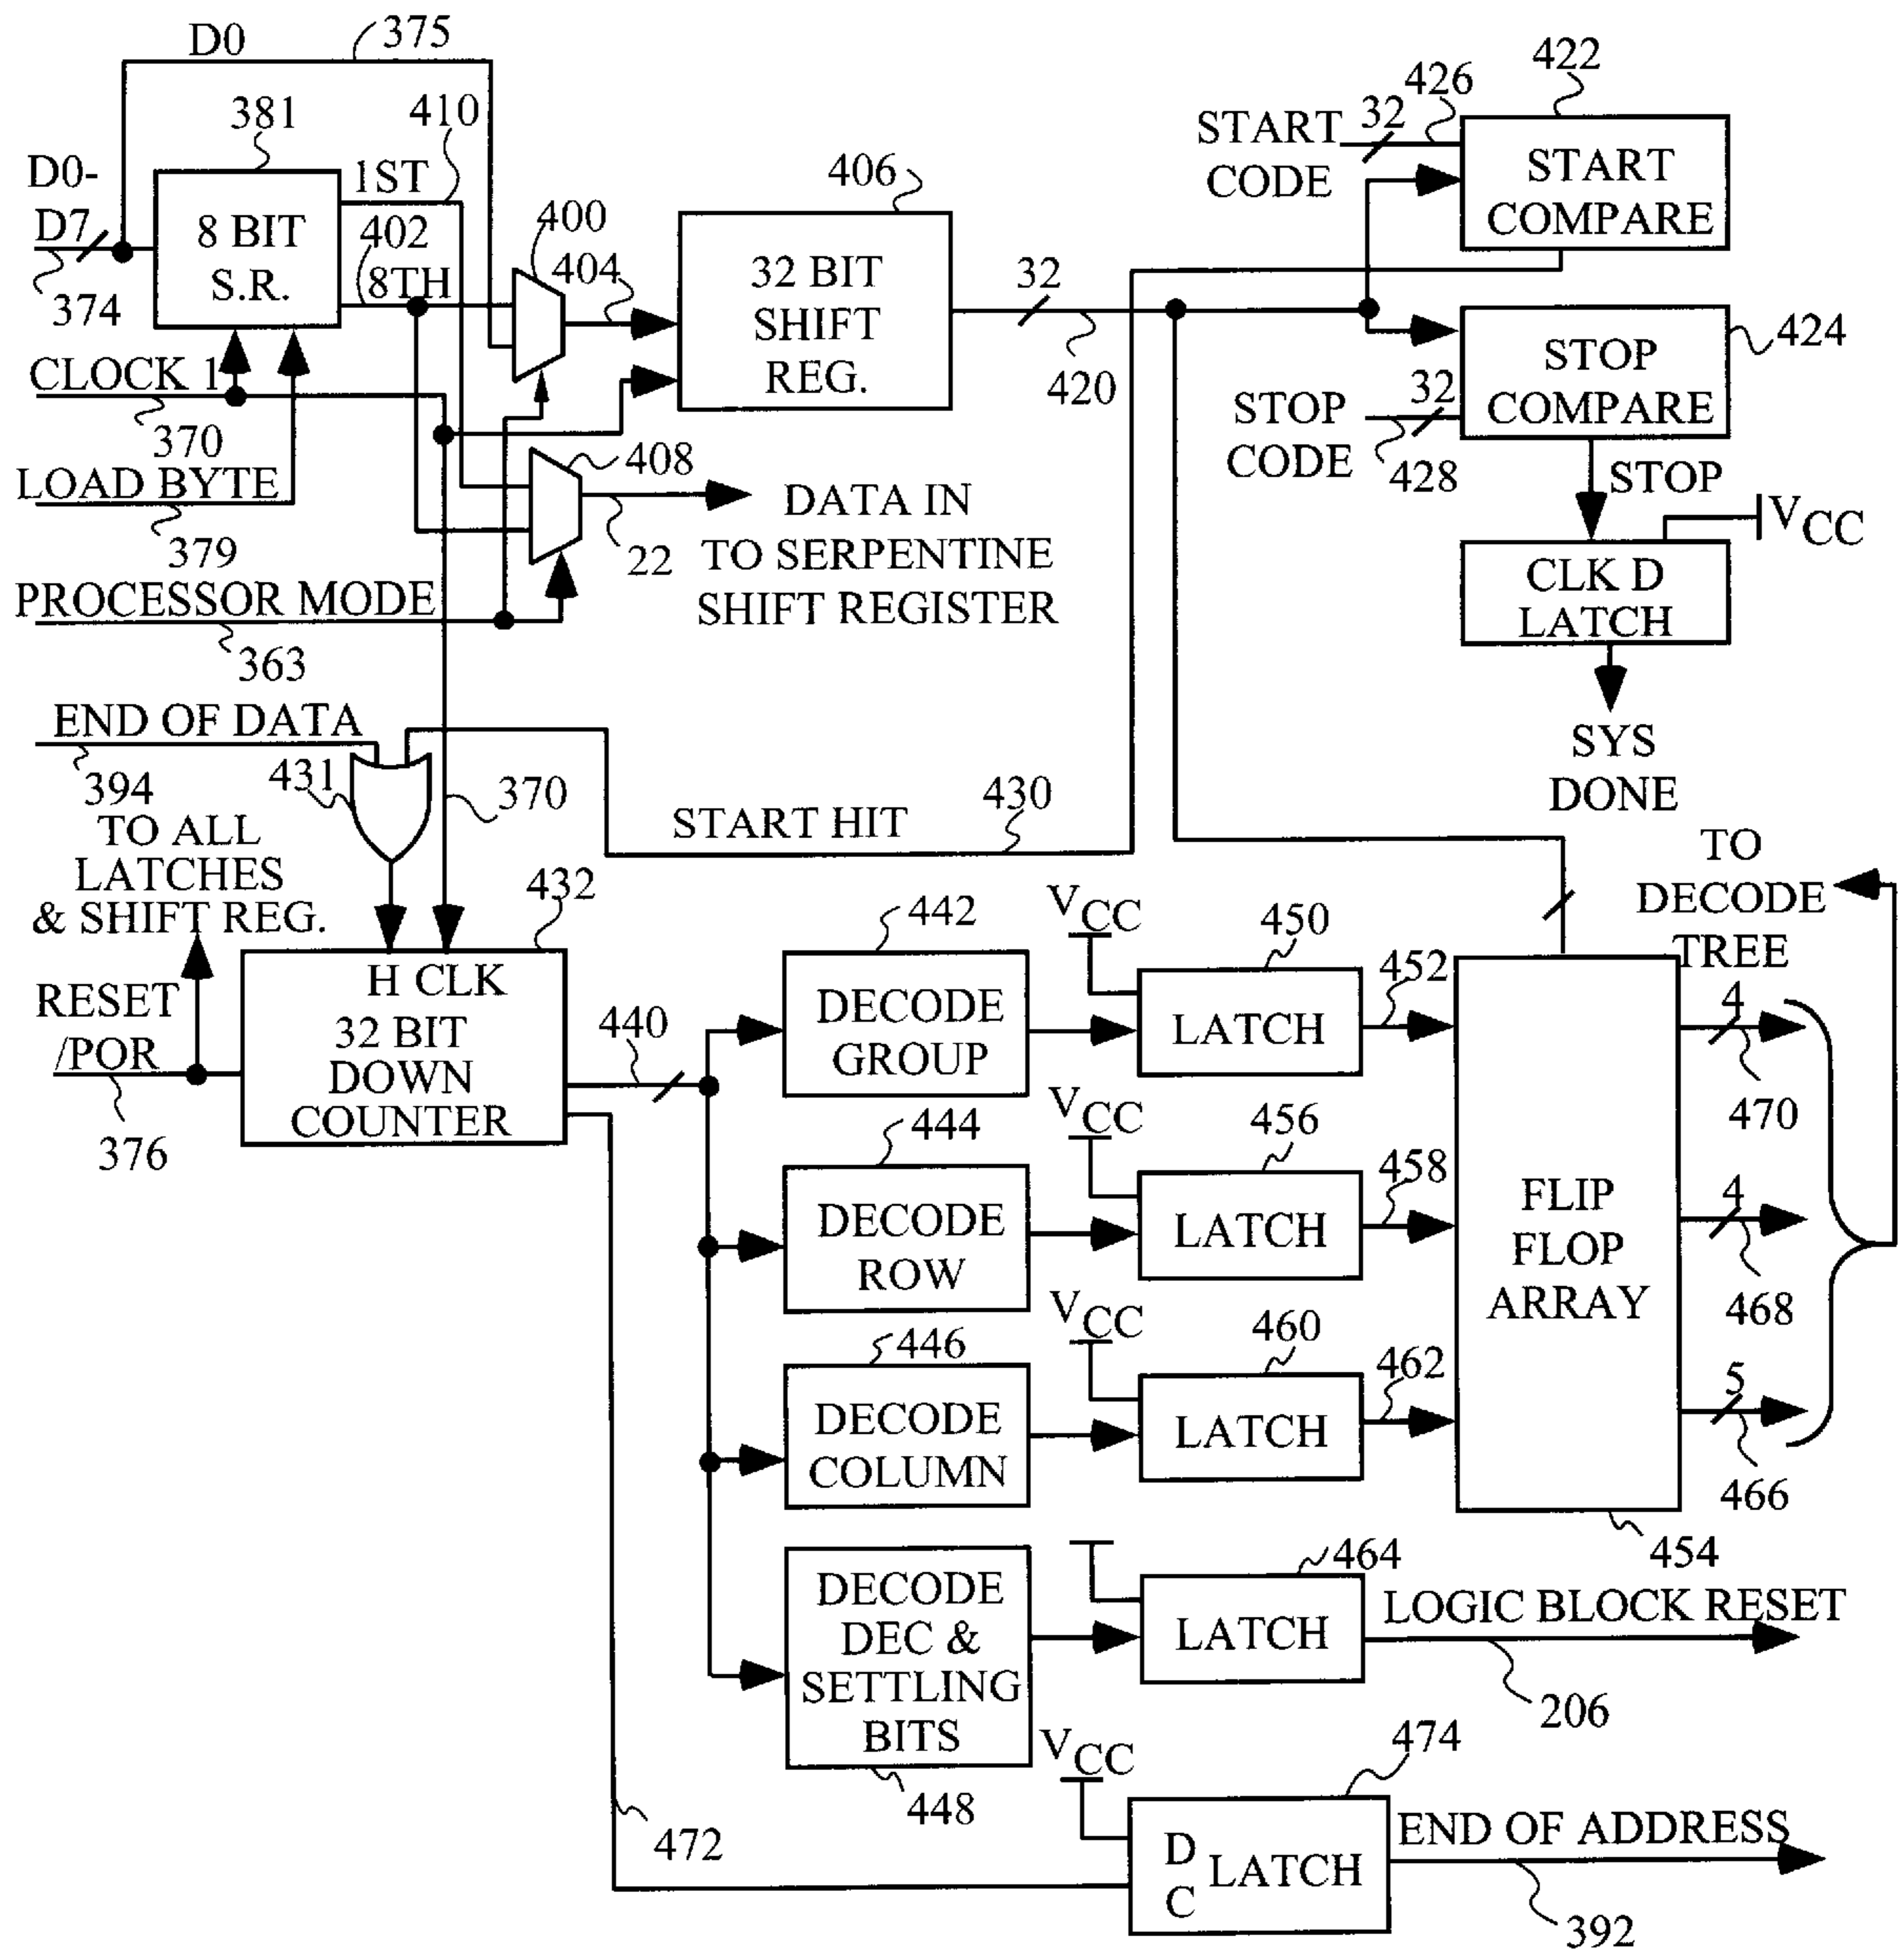 D0
375
381
410
D0-
D7
374
8 BIT
S.R.
1ST
402
8TH
400
404
406
32 BIT
SHIFT
REG.
32
420
START
CODE
32
426
422
START
COMPARE
STOP
COMPARE
424
STOP
CODE
32
428
STOP
VCC
CLK D
LATCH
SYS
DONE
CLOCK 1
370
LOAD BYTE
379
408
22
DATA IN
TO SERPENTINE
SHIFT REGISTER
PROCESSOR MODE
363
END OF DATA
394
431
370
START HIT
430
TO ALL
LATCHES
& SHIFT REG.
432
RESET
/POR
376
H CLK
32 BIT
DOWN
COUNTER
440
442
DECODE
GROUP
VCC
450
LATCH
452
444
DECODE
ROW
VCC
456
LATCH
458
446
DECODE
COLUMN
VCC
460
LATCH
462
FLIP
FLOP
ARRAY
454
TO
DECODE
TREE
4
470
4
468
5
466
DECODE
DEC &
SETTLING
BITS
448
464
LATCH
LOGIC BLOCK RESET
206
472
VCC
474
D
C
LATCH
END OF ADDRESS
392